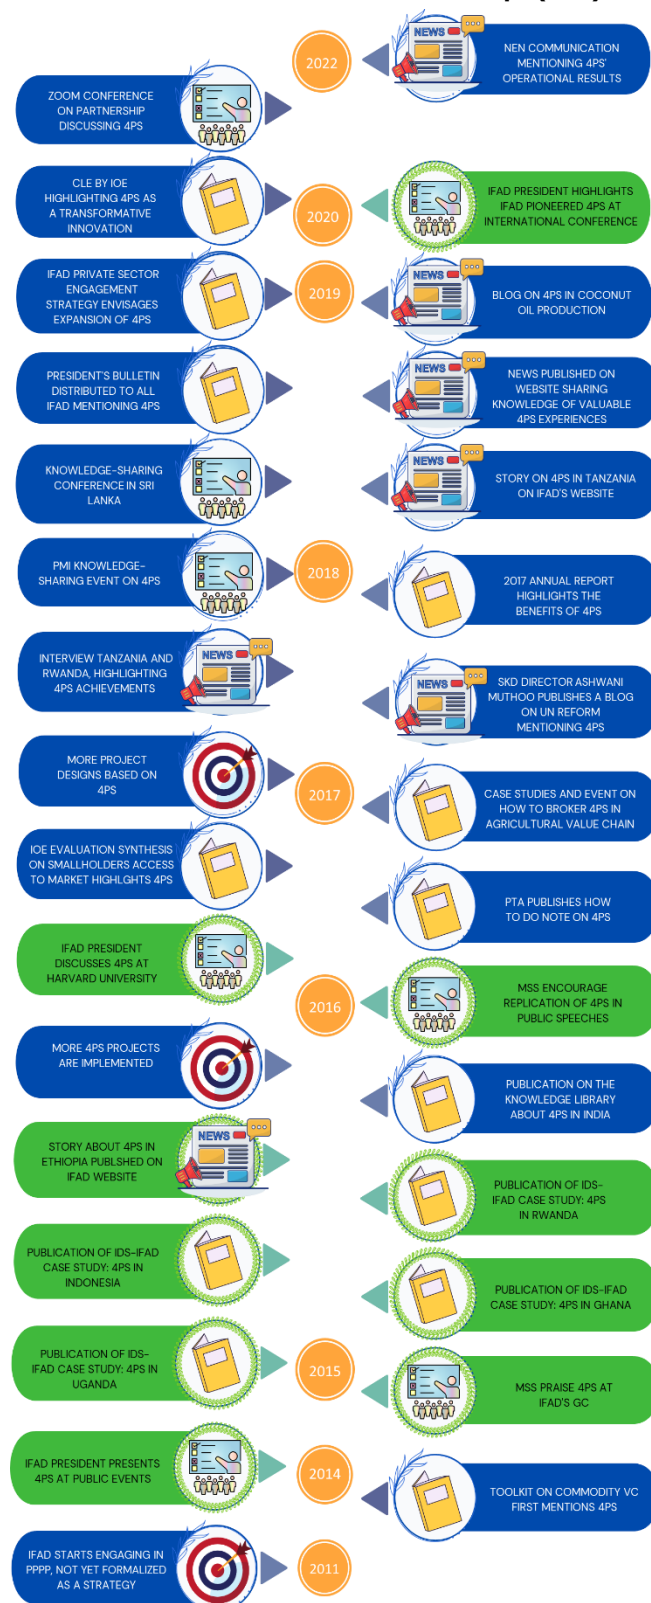 2022
NEWS
NEN COMMUNICATION
MENTIONING 4PS'
OPERATIONAL RESULTS
ZOOM CONFERENCE
ON PARTNERSHIP
DISCUSSING 4PS
CLE BY IOE
HIGHLIGHTING 4PS AS
A TRANSFORMATIVE
INNOVATION
2020
IFAD PRESIDENT HIGHLIGHTS
IFAD PIONEERED 4PS AT
INTERNATIONAL CONFERENCE
IFAD PRIVATE SECTOR
ENGAGEMENT
STRATEGY ENVISAGES
EXPANSION OF 4PS
2019
NEWS
BLOG ON 4PS IN COCONUT
OIL PRODUCTION
PRESIDENT'S BULLETIN
DISTRIBUTED TO ALL
IFAD MENTIONING 4PS
NEWS
NEWS PUBLISHED ON
WEBSITE SHARING
KNOWLEDGE OF VALUABLE
4PS EXPERIENCES
KNOWLEDGE-SHARING
CONFERENCE IN SRI
LANKA
NEWS
STORY ON 4PS IN TANZANIA
ON IFAD'S WEBSITE
PMI KNOWLEDGE-
SHARING EVENT ON 4PS
2018
2017 ANNUAL REPORT
HIGHLIGHTS THE
BENEFITS OF 4PS
INTERVIEW TANZANIA AND
RWANDA, HIGHLIGHTING
4PS ACHIEVEMENTS
NEWS
NEWS
SKD DIRECTOR ASHWANI
MUTHOO PUBLISHES A BLOG
ON UN REFORM
MENTIONING 4PS
MORE PROJECT
DESIGNS BASED ON
4PS
2017
CASE STUDIES AND EVENT ON
HOW TO BROKER 4PS IN
AGRICULTURAL VALUE CHAIN
IOE EVALUATION SYNTHESIS
ON SMALLHOLDERS ACCESS
TO MARKET HIGHLGHTS 4PS
PTA PUBLISHES HOW
TO DO NOTE ON 4PS
IFAD PRESIDENT
DISCUSSES 4PS AT
HARVARD UNIVERSITY
2016
MSS ENCOURAGE
REPLICATION OF 4PS IN
PUBLIC SPEECHES
MORE 4PS PROJECTS
ARE IMPLEMENTED
PUBLICATION ON THE
KNOWLEDGE LIBRARY
ABOUT 4PS IN INDIA
STORY ABOUT 4PS IN
ETHIOPIA PUBLSHED ON
IFAD WEBSITE
NEWS
PUBLICATION OF IDS-
IFAD CASE STUDY: 4PS
IN RWANDA
PUBLICATION OF IDS-IFAD
CASE STUDY: 4PS IN
INDONESIA
PUBLICATION OF IDS-IFAD
CASE STUDY: 4PS IN GHANA
PUBLICATION OF IDS-
IFAD CASE STUDY: 4PS IN
UGANDA
2015
MSS PRAISE 4PS AT
IFAD'S GC
IFAD PRESIDENT PRESENTS
4PS AT PUBLIC EVENTS
2014
TOOLKIT ON COMMODITY VC
FIRST MENTIONS 4PS
IFAD STARTS ENGAGING IN
PPPP, NOT YET FORMALIZED
AS A STRATEGY
2011